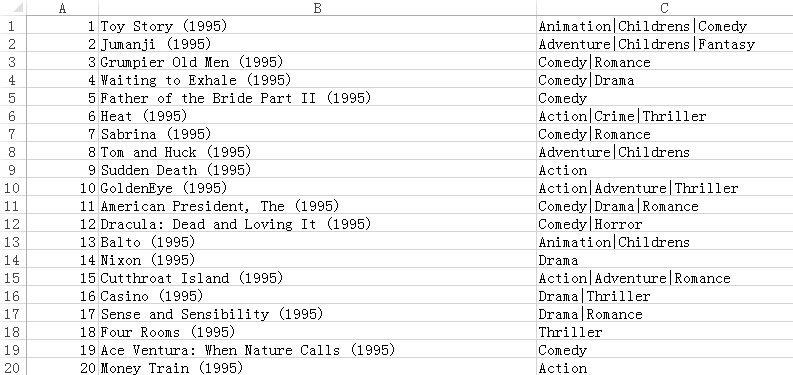 A B C
1 1 Toy Story (1995) Animation|Childrens|Comedy
2 2 Jumanji (1995) Adventure|Childrens|Fantasy
3 3 Grumpier Old Men (1995) Comedy|Romance
4 4 Waiting to Exhale (1995) Comedy|Drama
5 5 Father of the Bride Part II (1995) Comedy
6 6 Heat (1995) Action|Crime|Thriller
7 7 Sabrina (1995) Comedy|Romance
8 8 Tom and Huck (1995) Adventure|Childrens
9 9 Sudden Death (1995) Action
10 10 GoldenEye (1995) Action|Adventure|Thriller
11 11 American President, The (1995) Comedy|Drama|Romance
12 12 Dracula: Dead and Loving It (1995) Comedy|Horror
13 13 Balto (1995) Animation|Childrens
14 14 Nixon (1995) Drama
15 15 Cutthroat Island (1995) Action|Adventure|Romance
16 16 Casino (1995) Drama|Thriller
17 17 Sense and Sensibility (1995) Drama|Romance
18 18 Four Rooms (1995) Thriller
19 19 Ace Ventura: When Nature Calls (1995) Comedy
20 20 Money Train (1995) Action